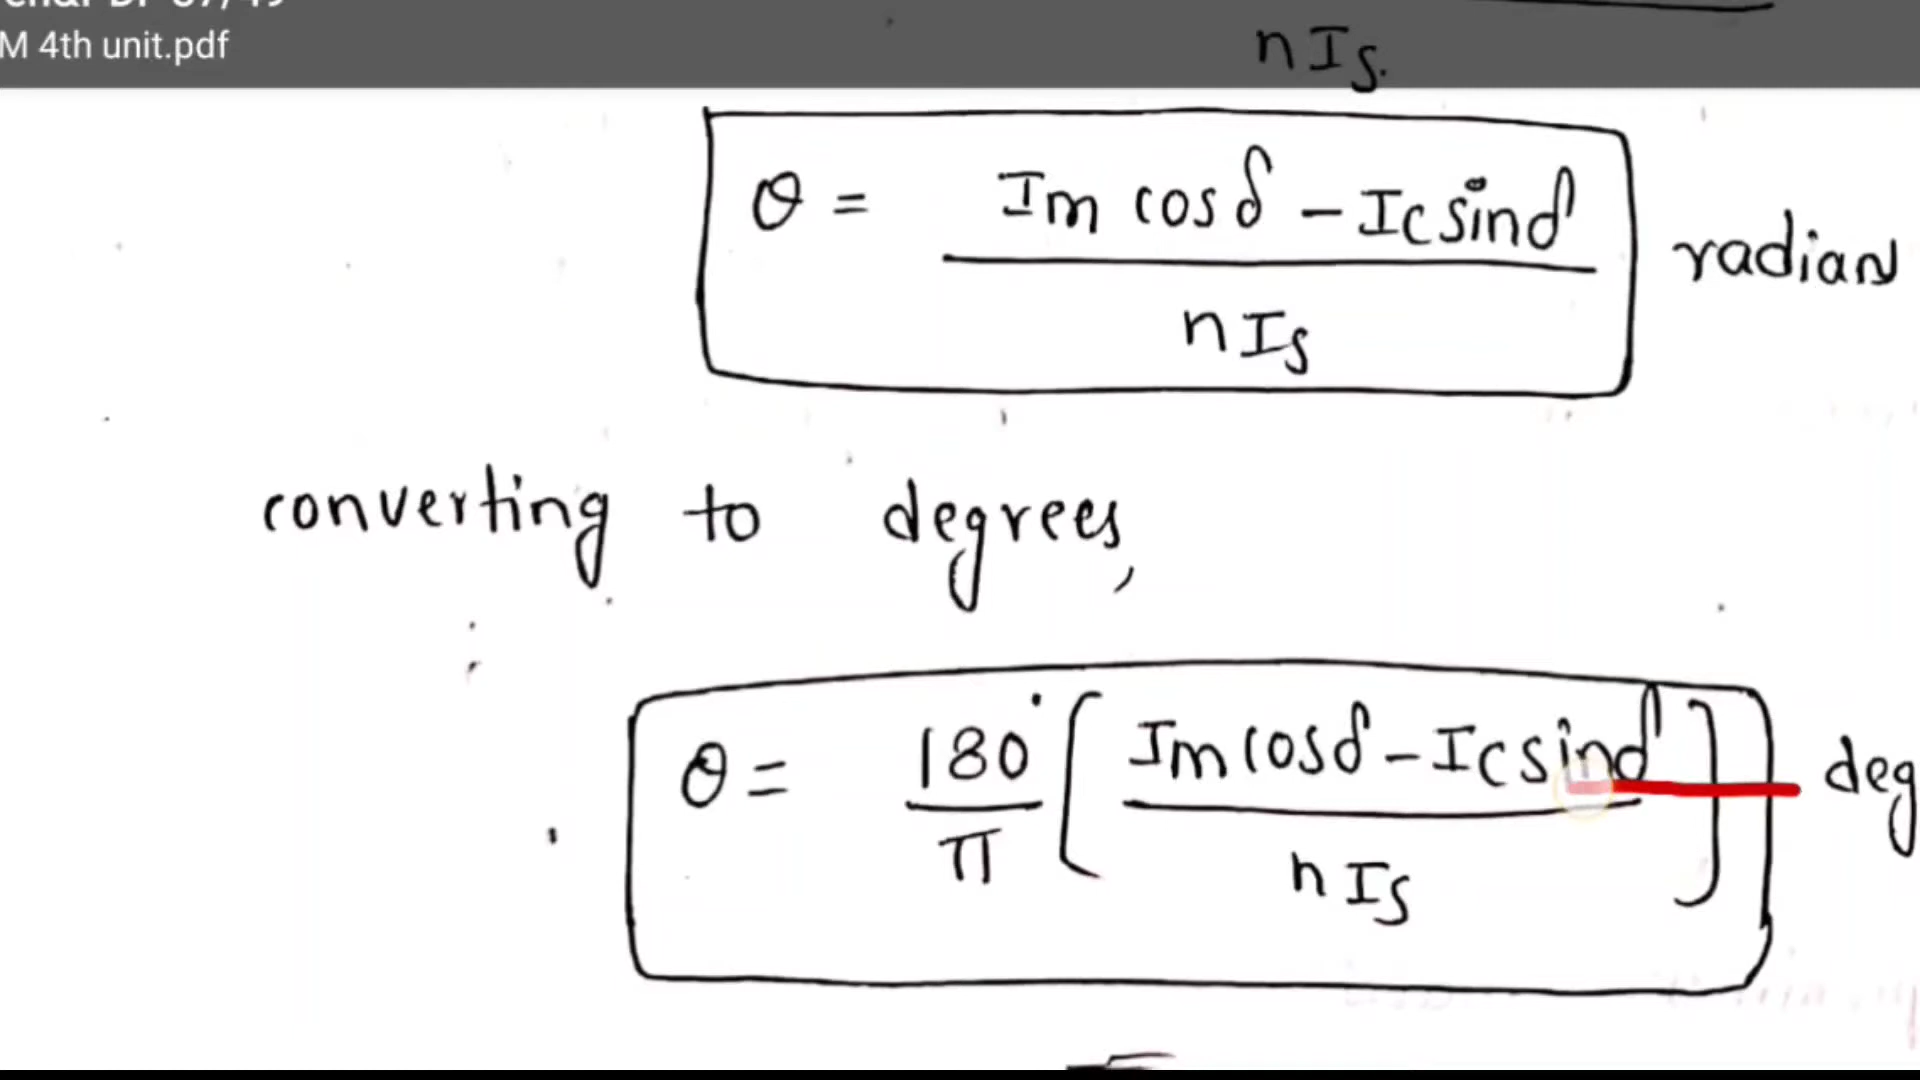 M 4th unit.pdf
nIs.
θ = Im cosδ - Ic sinδ / nIs radian
converting to degrees,
θ = 180° / π [ Im cosδ - Ic sinδ / nIs ] deg